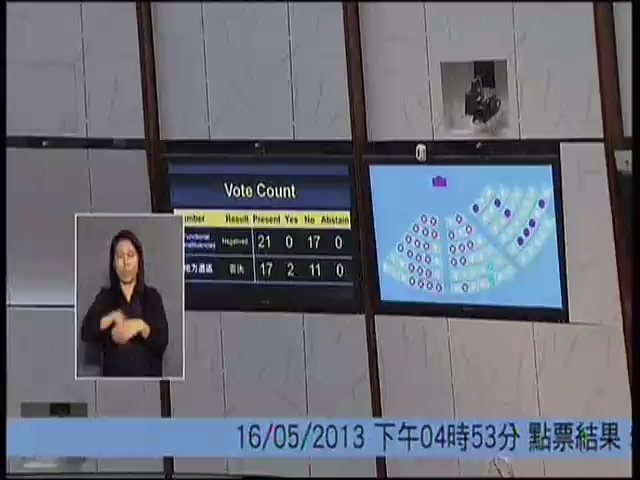 Vote Count
Result Present Yes No Abstain
Functional Negatived 21 0 17 0
地方選區 否決 17 2 11 0
16/05/2013 下午04時53分 點票結果